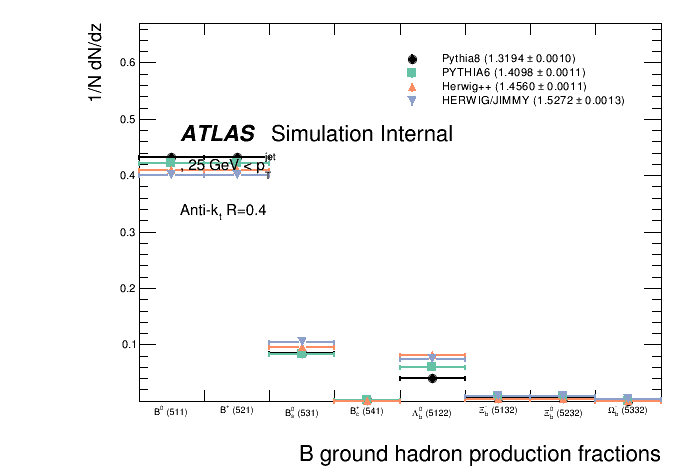 1/N dN/dz
Pythia8 (1.3194 ± 0.0010)
PYTHIA6 (1.4098 ± 0.0011)
Herwig++ (1.4560 ± 0.0011)
HERWIG/JIMMY (1.5272 ± 0.0013)
ATLAS Simulation Internal
, 25 GeV < p_T^jet
Anti-k_t R=0.4
0.6
0.5
0.4
0.3
0.2
0.1
B^0 (511) B^+ (521) B_s^0 (531) B_c^+ (541) Λ_b^0 (5122) Ξ_b^- (5132) Ξ_b^0 (5232) Ω_b^- (5332)
B ground hadron production fractions